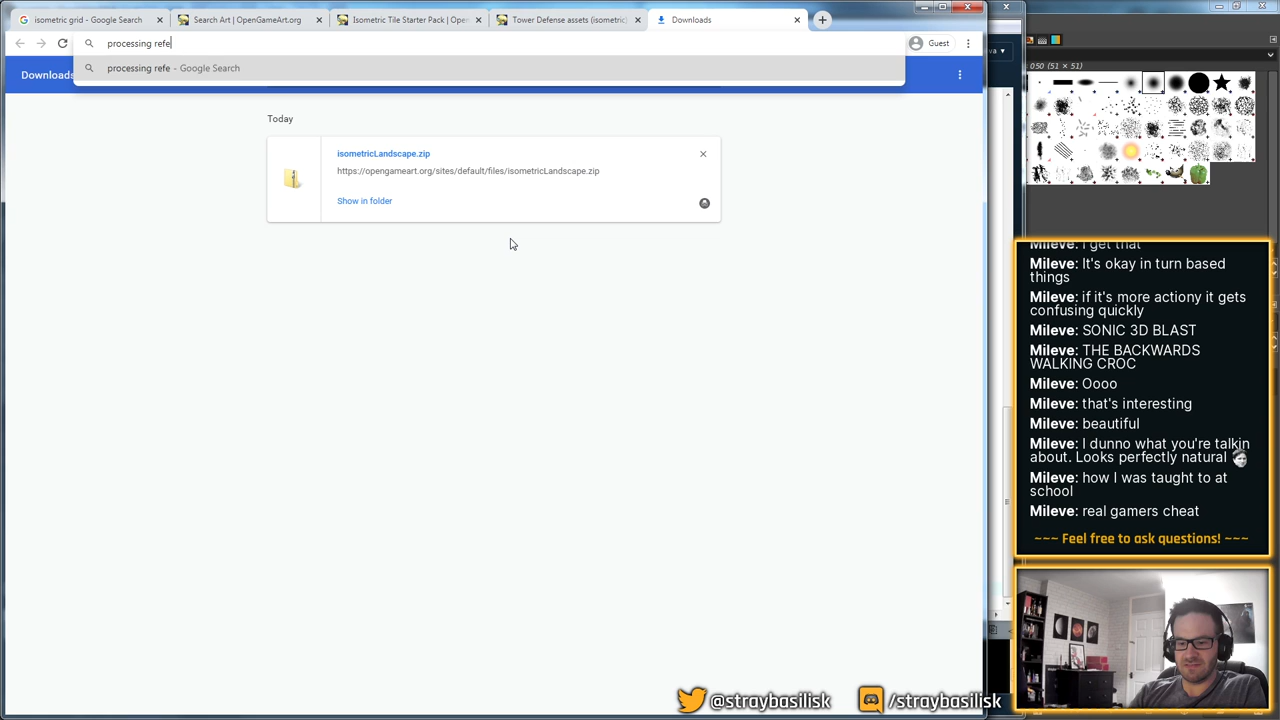 isometric grid - Google Search
Search Art | OpenGameArt.org
Isometric Tile Starter Pack | Open
Tower Defense assets (isometric)
Downloads
processing refe
Guest
processing refe - Google Search
Downloads
Today
isometricLandscape.zip
https://opengameart.org/sites/default/files/isometricLandscape.zip
Show in folder
050 (51 × 51)
Mileve: I get that
Mileve: It's okay in turn based
things
Mileve: if it's more actiony it gets
confusing quickly
Mileve: SONIC 3D BLAST
Mileve: THE BACKWARDS
WALKING CROC
Mileve: Oooo
Mileve: that's interesting
Mileve: beautiful
Mileve: I dunno what you're talkin
about. Looks perfectly natural
Mileve: how I was taught to at
school
Mileve: real gamers cheat
~~~ Feel free to ask questions! ~~~
@straybasilisk
/straybasilisk